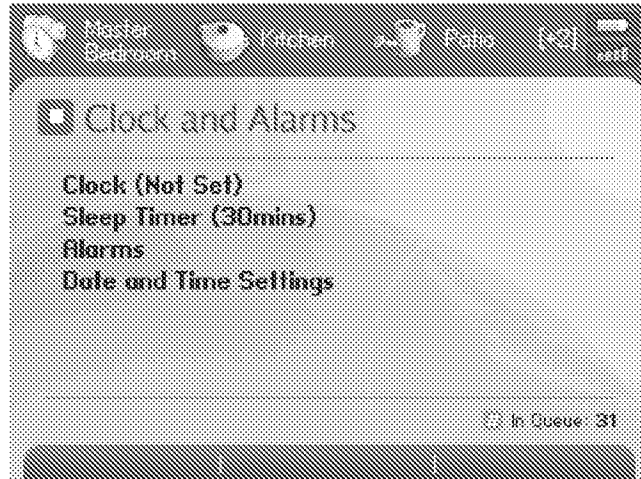 Master Bedroom
Kitchen
Patio
[+2]
Clock and Alarms
Clock (Not Set)
Sleep Timer (30mins)
Alarms
Date and Time Settings
In Queue: 31